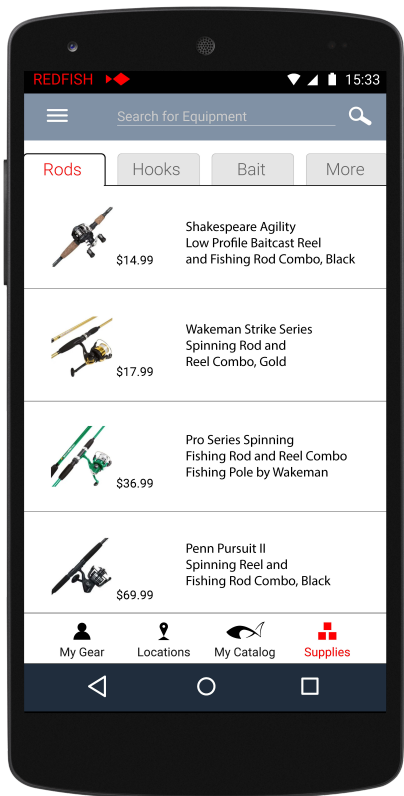 REDFISH 15:33
Search for Equipment
Rods Hooks Bait More
Shakespeare Agility
Low Profile Baitcast Reel
and Fishing Rod Combo, Black
$14.99
Wakeman Strike Series
Spinning Rod and
Reel Combo, Gold
$17.99
Pro Series Spinning
Fishing Rod and Reel Combo
Fishing Pole by Wakeman
$36.99
Penn Pursuit II
Spinning Reel and
Fishing Rod Combo, Black
$69.99
My Gear Locations My Catalog Supplies